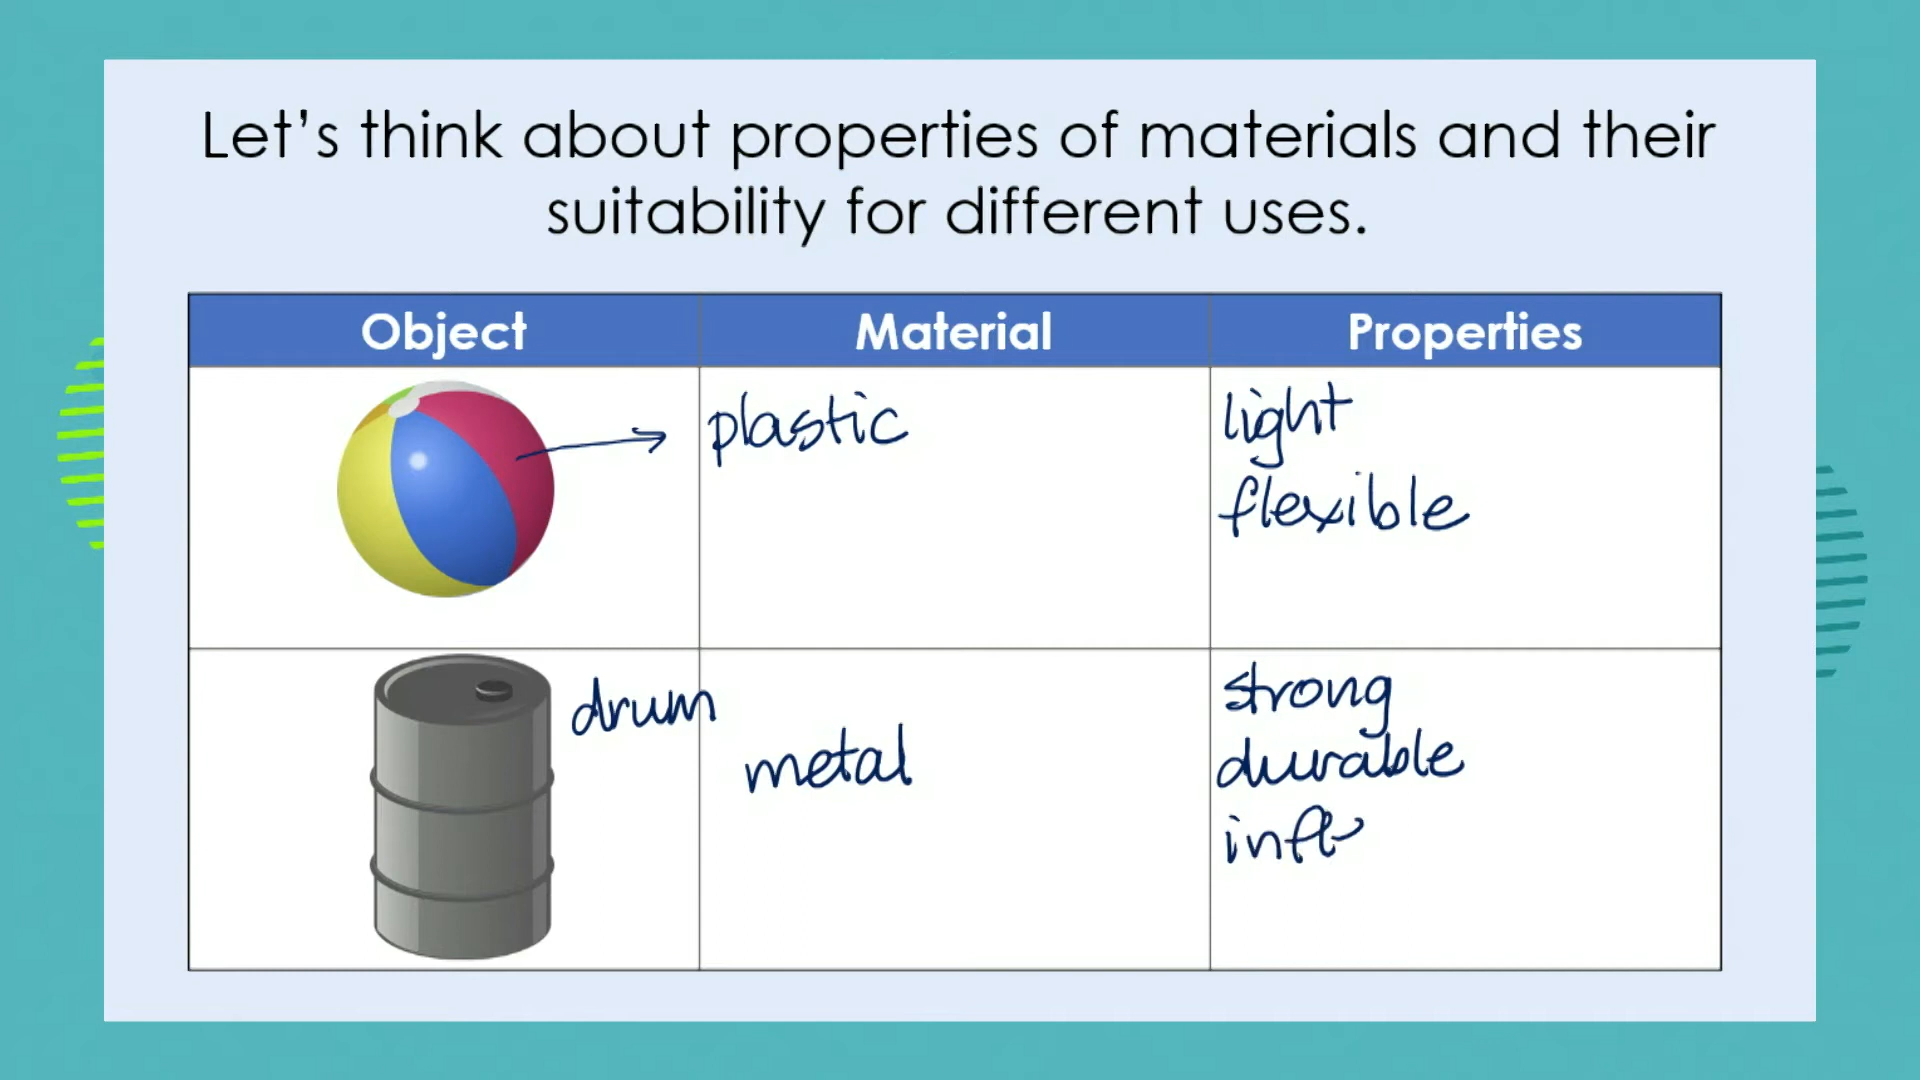 Let's think about properties of materials and their
suitability for different uses.
Object Material Properties
plastic light
flexible
drum strong
metal durable
infl